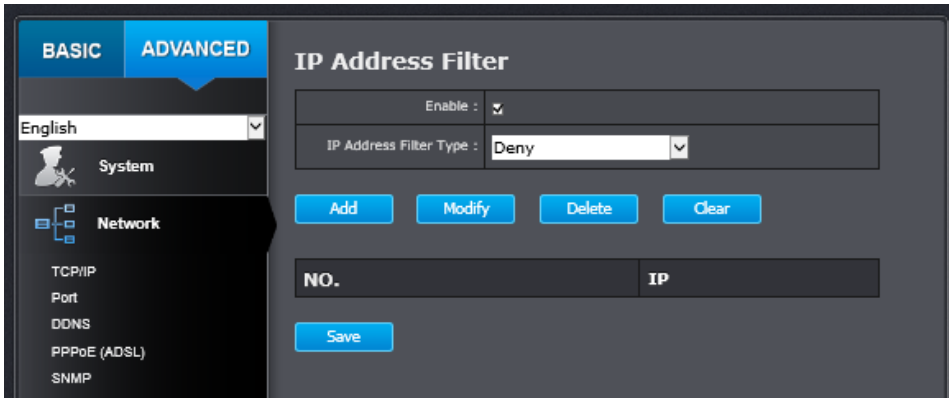 BASIC
ADVANCED
English
System
Network
TCP/IP
Port
DDNS
PPPoE (ADSL)
SNMP
IP Address Filter
Enable :
IP Address Filter Type : Deny
Add Modify Delete Clear
NO. IP
Save